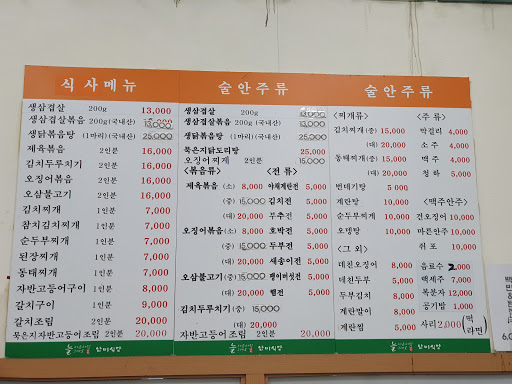 식사메뉴
생삼겹살 200g 13,000
생삼겹살볶음 200g(국내산) 13,000
생닭볶음탕 (1마리)(국내산) 25,000
제육볶음 2인분 16,000
김치두루치기 2인분 16,000
오징어볶음 2인분 16,000
오삼불고기 2인분 16,000
김치찌개 1인분 7,000
참치김치찌개 1인분 7,000
순두부찌개 1인분 7,000
된장찌개 1인분 7,000
동태찌개 1인분 7,000
자반고등어구이 1인분 8,000
갈치구이 1인분 9,000
갈치조림 2인분 20,000
묵은지자반고등어조림 2인분 20,000
술안주류
생삼겹살 200g 13,000
생삼겹살볶음 200g(국내산) 13,000
생닭볶음탕 (1마리)(국내산) 25,000
묵은지닭도리탕 25,000
오징어찌게 2인분 15,000
<볶음류> <전류>
제육볶음 (소) 8,000 야채계란전 5,000
(중) 15,000 김치전 5,000
(대) 20,000 부추전 5,000
오징어볶음(소) 8,000 호박전 5,000
(중) 15,000 두부전 5,000
(대) 20,000 새송이전 5,000
오삼불고기(중) 15,000 팽이버섯전 5,000
(대) 20,000 햄전 5,000
김치두루치기(중) 15,000
(대) 20,000
자반고등어조림 2인분 20,000
술안주류
<찌개류> <주류>
김치찌개(중) 15,000 막걸리 4,000
(대) 20,000 소주 4,000
동태찌개(중) 15,000 맥주 4,000
(대) 20,000 청하 5,000
번데기탕 5,000
계란탕 10,000 <맥주안주>
순두부찌개 10,000 건오징어 10,000
오뎅탕 10,000 마른안주 10,000
<그 외> 쥐포 10,000
데친오징어 8,000 음료수 2,000
데친두부 5,000 백세주 7,000
두부김치 8,000 복분자 12,000
계란말이 8,000 공기밥 1,000
계란찜 5,000 사리 2,000 (떡 라면)